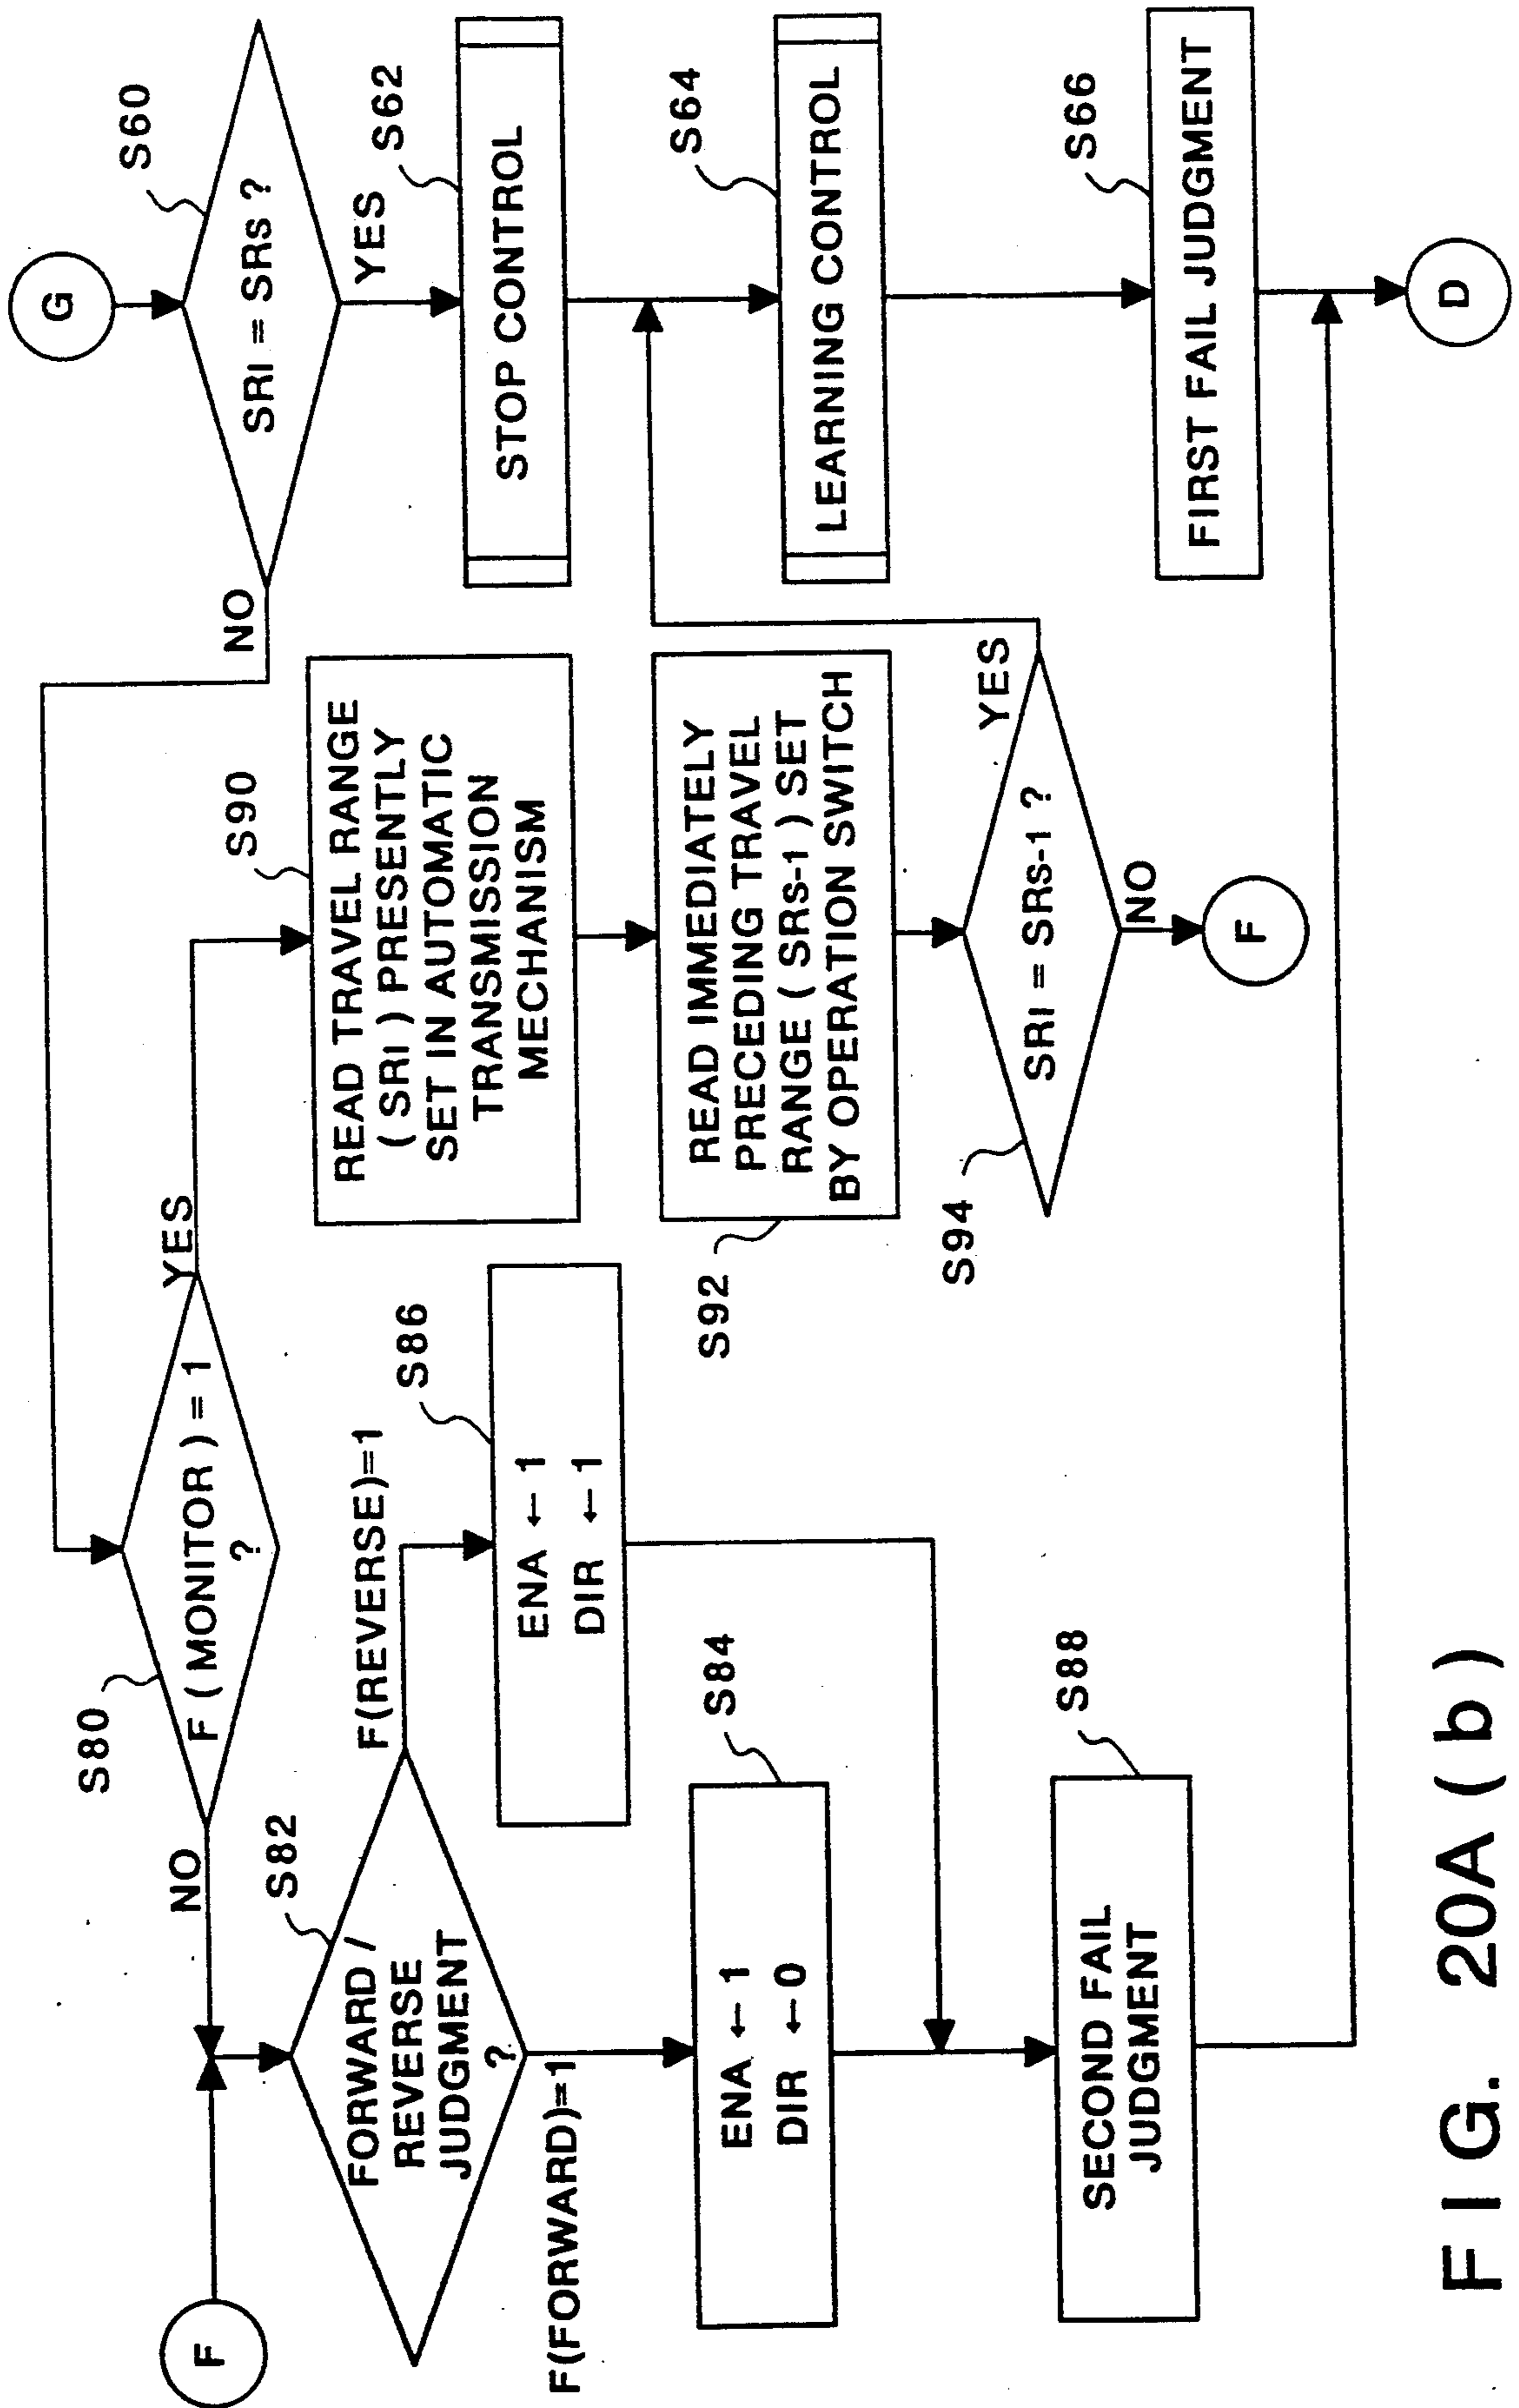 G
S60
SRI = SRs ?
NO
YES
S62
STOP CONTROL
S64
LEARNING CONTROL
S66
FIRST FAIL JUDGMENT
D
S80
F ( MONITOR ) = 1
?
NO
YES
S90
READ TRAVEL RANGE
( SRI ) PRESENTLY
SET IN AUTOMATIC
TRANSMISSION
MECHANISM
S92
READ IMMEDIATELY
PRECEDING TRAVEL
RANGE ( SRs-1 ) SET
BY OPERATION SWITCH
S94
SRI = SRs-1 ?
YES
NO
F
F
S82
FORWARD /
REVERSE
JUDGMENT
?
F(REVERSE)=1
F(FORWARD)=1
S86
ENA ← 1
DIR ← 1
S84
ENA ← 1
DIR ← 0
S88
SECOND FAIL
JUDGMENT
FIG. 20A (b)